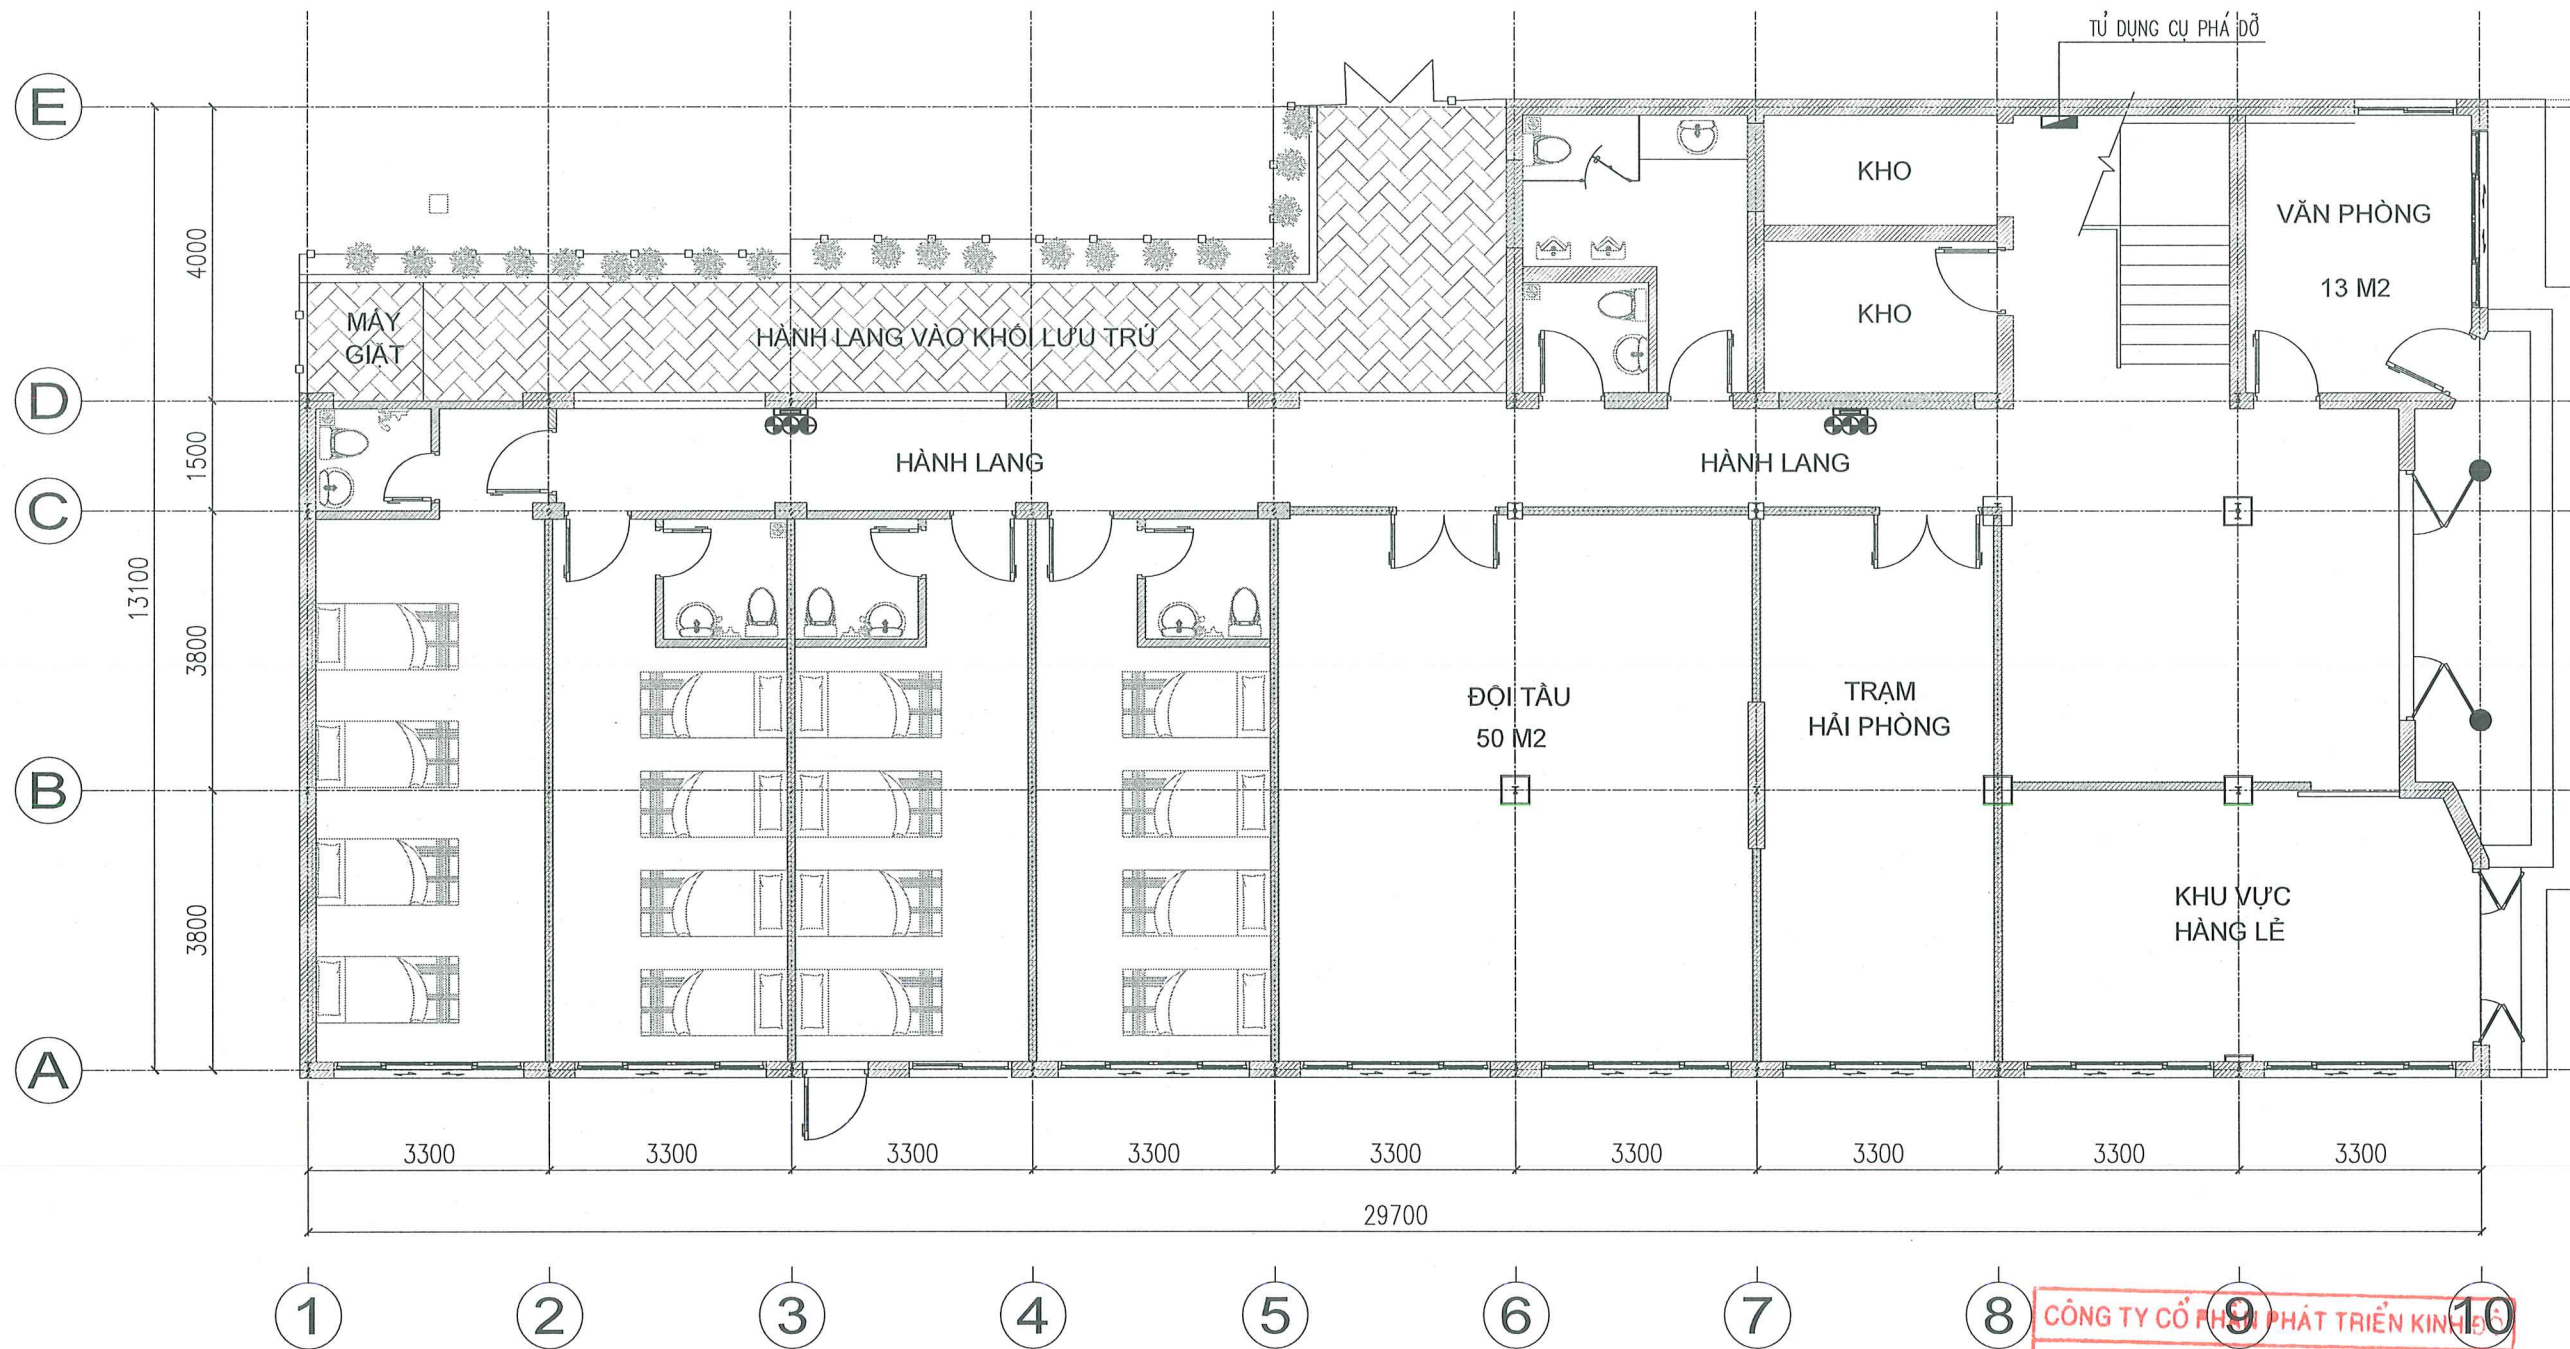 TỦ DỤNG CỤ PHÁ DỠ
E
KHO
VĂN PHÒNG
13 M2
4000
MÁY
GIẶT
HÀNH LANG VÀO KHỐI LƯU TRÚ
KHO
D
1500
HÀNH LANG
HÀNH LANG
C
13100
3800
ĐỘI TÀU
50 M2
TRẠM
HẢI PHÒNG
B
3800
KHU VỰC
HÀNG LẺ
A
3300
3300
3300
3300
3300
3300
3300
3300
3300
29700
1
2
3
4
5
6
7
8
9
10
CÔNG TY CỔ PHẦN PHÁT TRIỂN KINH ĐÔ